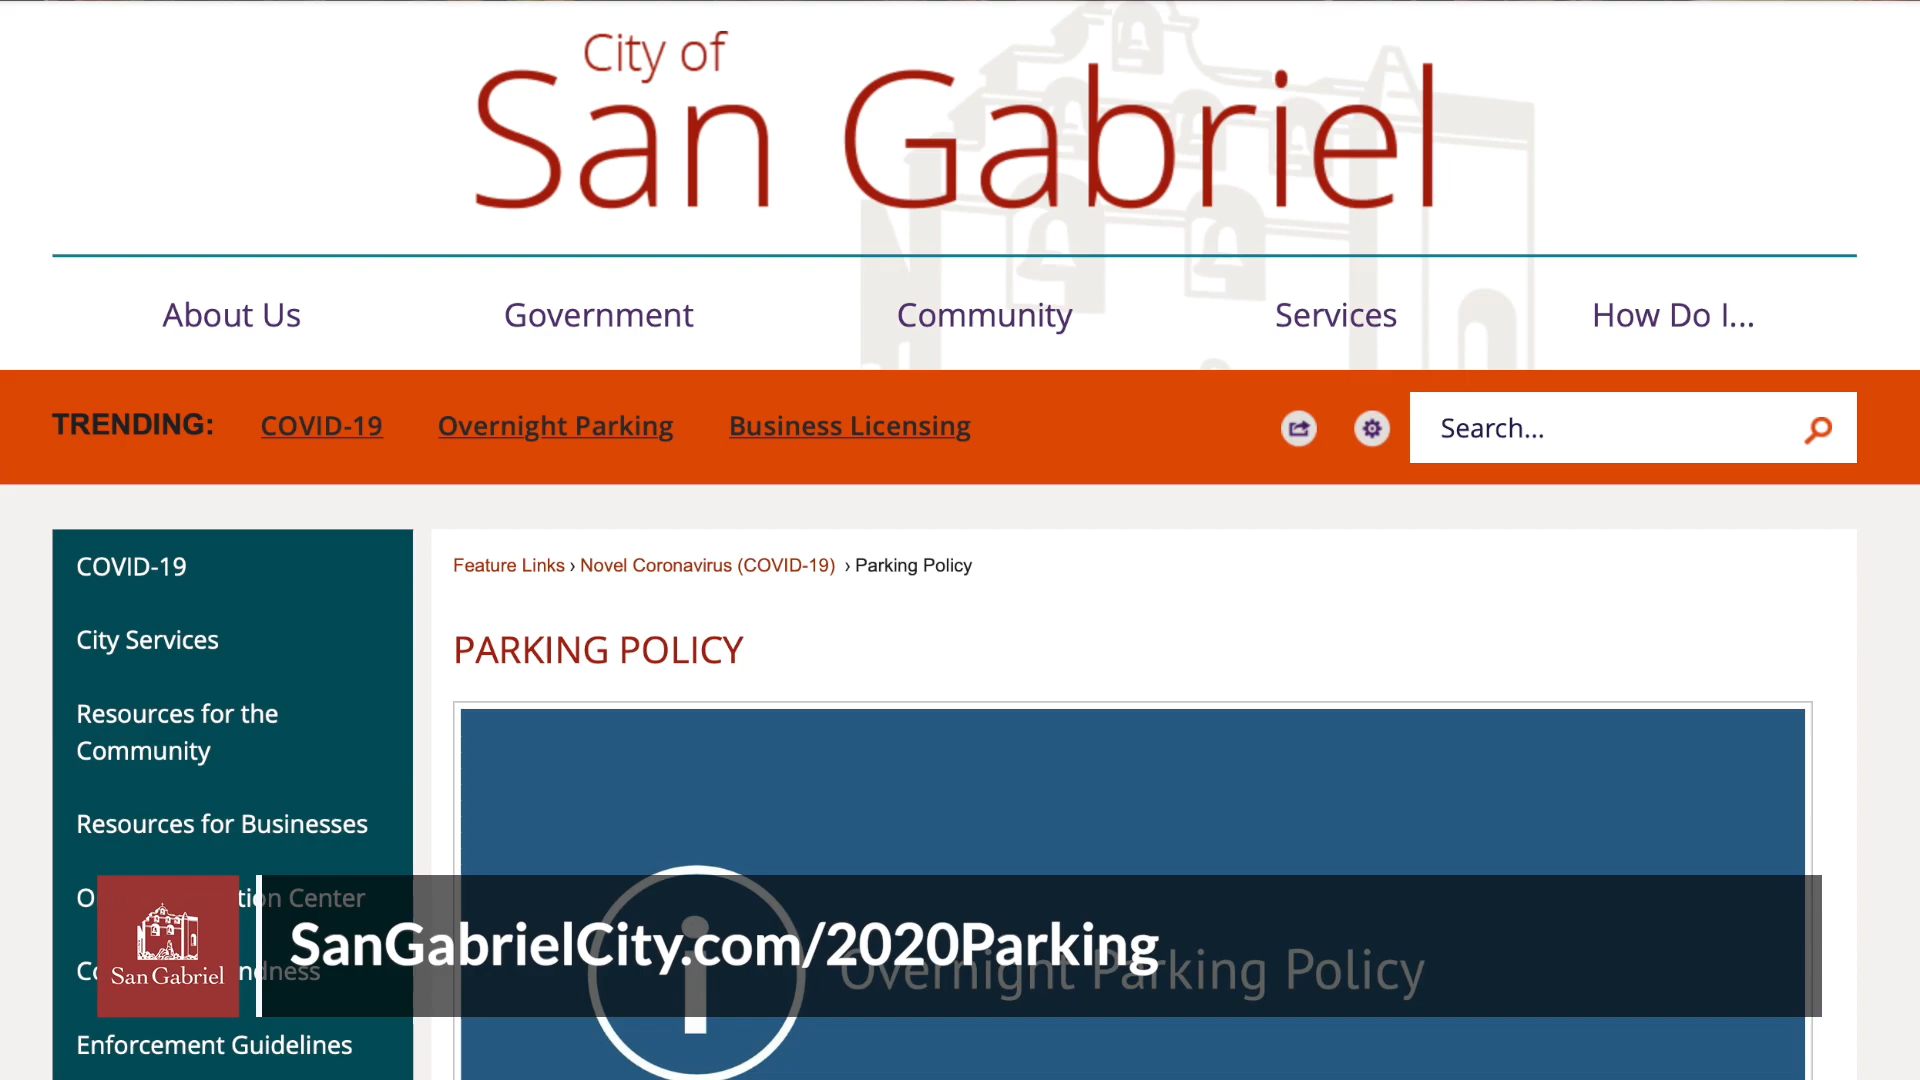 City of
San Gabriel
About Us
Government
Community
Services
How Do I...
TRENDING:
COVID-19
Overnight Parking
Business Licensing
Search...
COVID-19
City Services
Resources for the
Community
Resources for Businesses
Center
Enforcement Guidelines
Feature Links › Novel Coronavirus (COVID-19) › Parking Policy
PARKING POLICY
Overnight Parking Policy
San Gabriel
SanGabrielCity.com/2020Parking